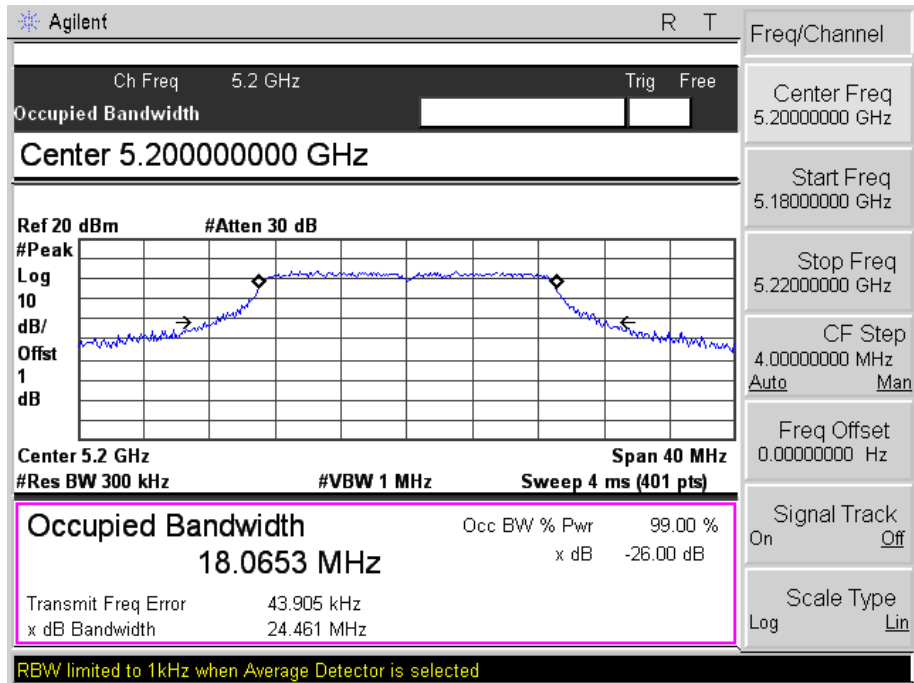 Agilent R T
Ch Freq 5.2 GHz Trig Free
Occupied Bandwidth
Center 5.200000000 GHz
Ref 20 dBm #Atten 30 dB
#Peak
Log
10
dB/
Offst
1
dB
Center 5.2 GHz Span 40 MHz
#Res BW 300 kHz #VBW 1 MHz Sweep 4 ms (401 pts)
Occupied Bandwidth Occ BW % Pwr 99.00 %
18.0653 MHz x dB -26.00 dB
Transmit Freq Error 43.905 kHz
x dB Bandwidth 24.461 MHz
RBW limited to 1kHz when Average Detector is selected
Freq/Channel
Center Freq
5.20000000 GHz
Start Freq
5.18000000 GHz
Stop Freq
5.22000000 GHz
CF Step
4.00000000 MHz
Auto Man
Freq Offset
0.00000000 Hz
Signal Track
On Off
Scale Type
Log Lin